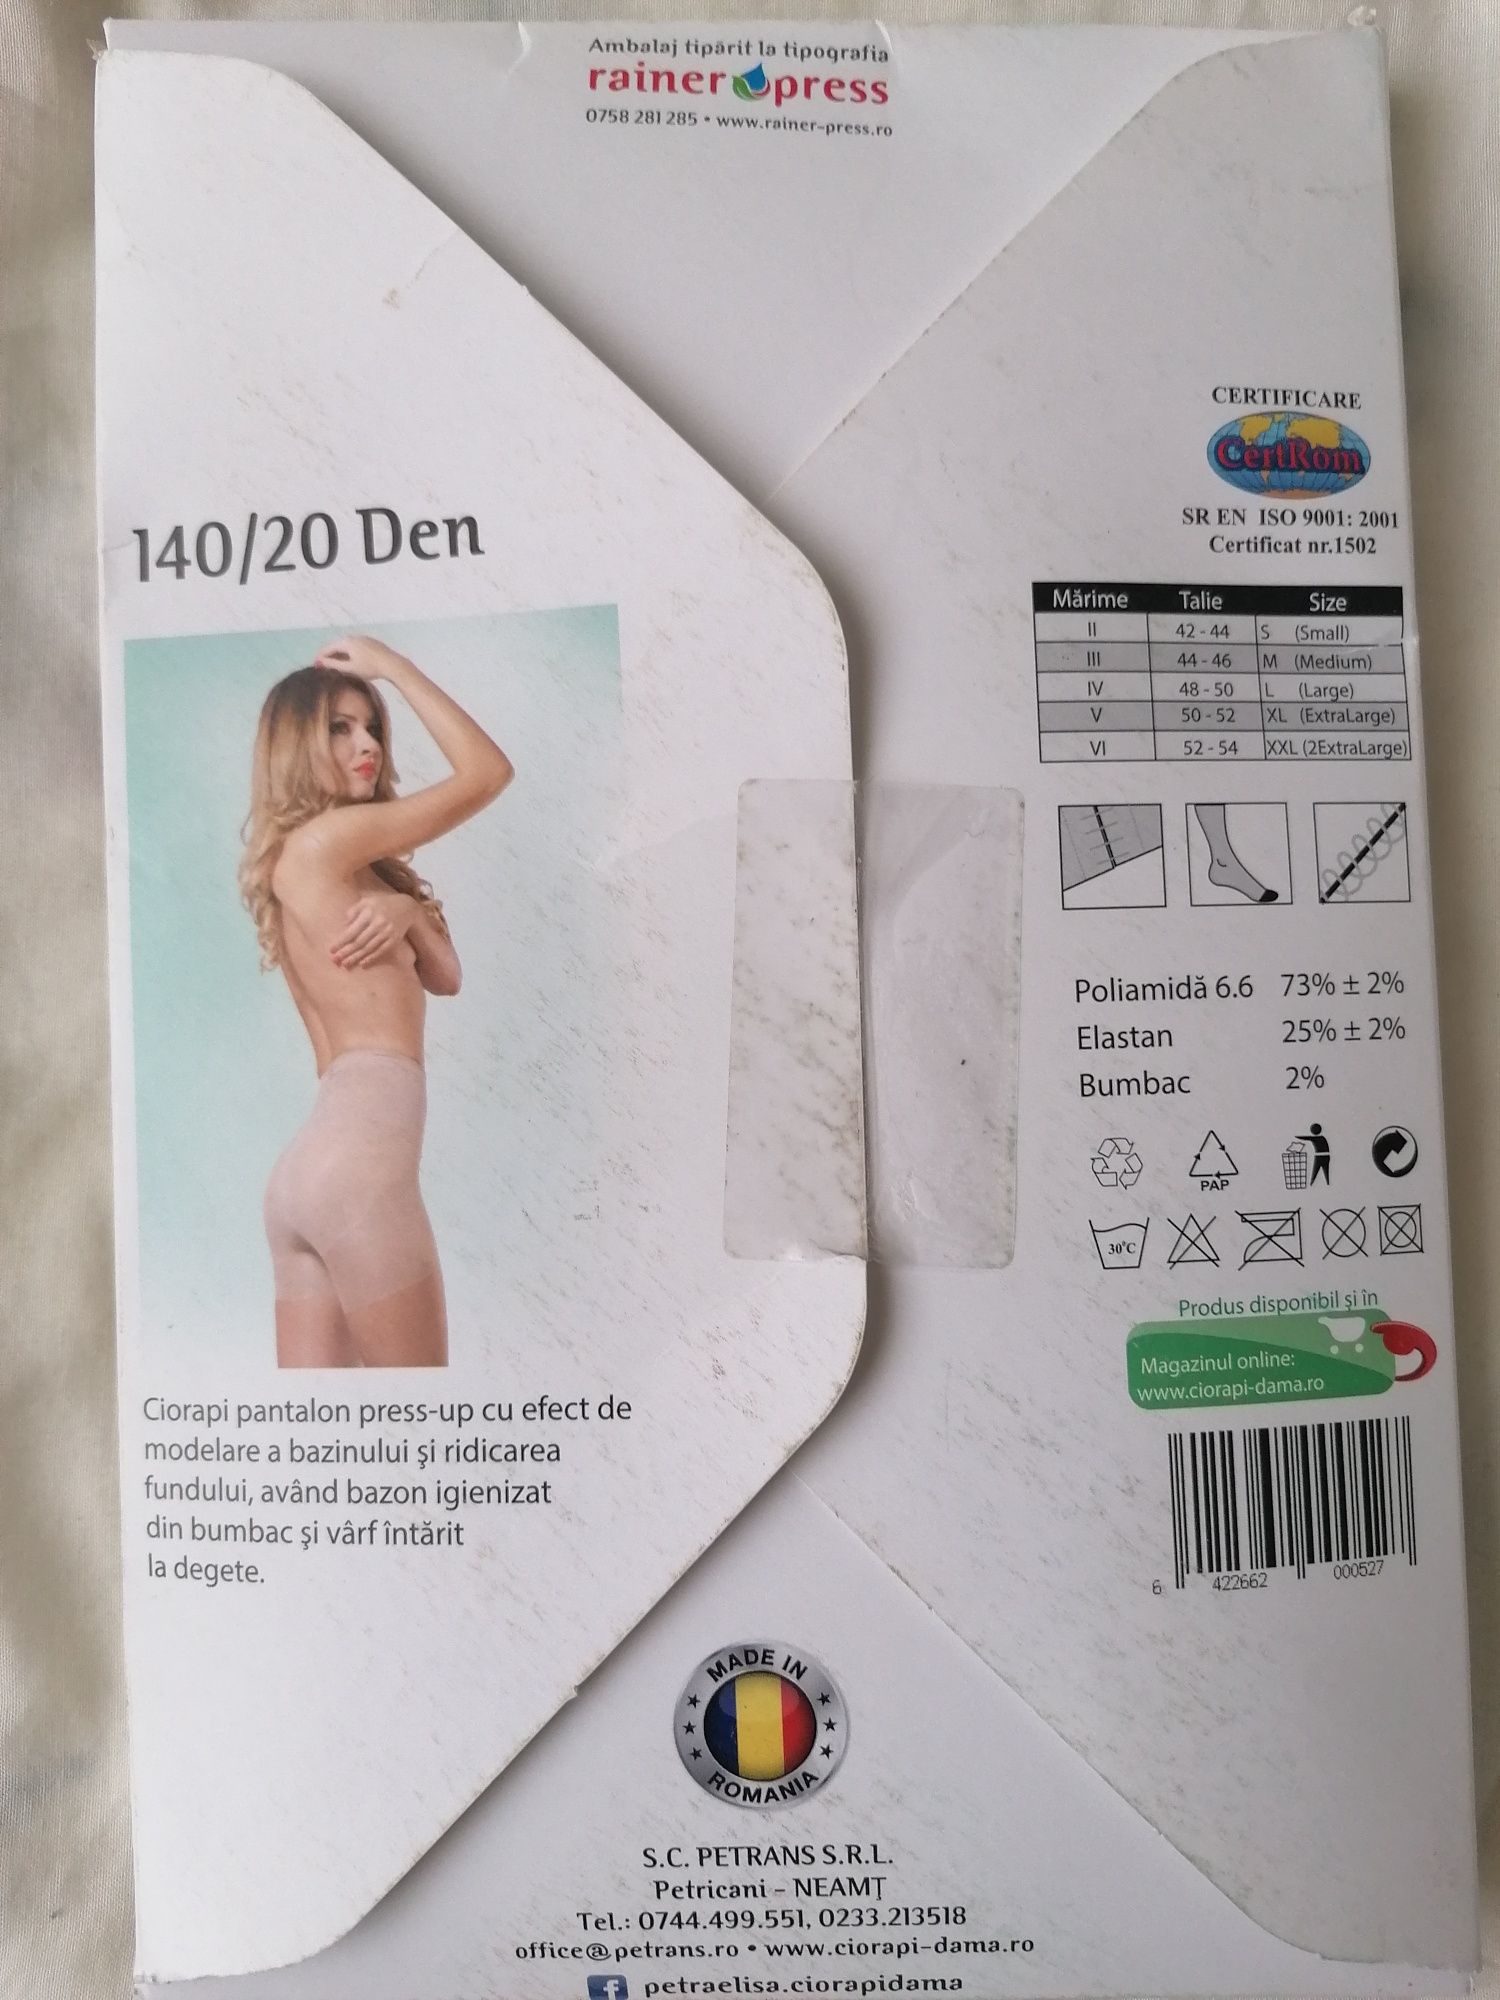 Ambalaj tipărit la tipografia
rainer press
0758 281 285 • www.rainer-press.ro
CERTIFICARE
CertRom
SR EN ISO 9001: 2001
Certificat nr.1502
140/20 Den
Mărime Talie Size
II 42 - 44 S (Small)
III 44 - 46 M (Medium)
IV 48 - 50 L (Large)
V 50 - 52 XL (ExtraLarge)
VI 52 - 54 XXL (2ExtraLarge)
Poliamidă 6.6 73% ± 2%
Elastan 25% ± 2%
Bumbac 2%
PAP
30°C
Produs disponibil şi în
Magazinul online:
www.ciorapi-dama.ro
6 422662 000527
Ciorapi pantalon press-up cu efect de
modelare a bazinului şi ridicarea
fundului, având bazon igienizat
din bumbac şi vârf întărit
la degete.
MADE IN
ROMANIA
S.C. PETRANS S.R.L.
Petricani – NEAMŢ
Tel.: 0744.499.551, 0233.213518
office@petrans.ro • www.ciorapi-dama.ro
f petraelisa.ciorapidama